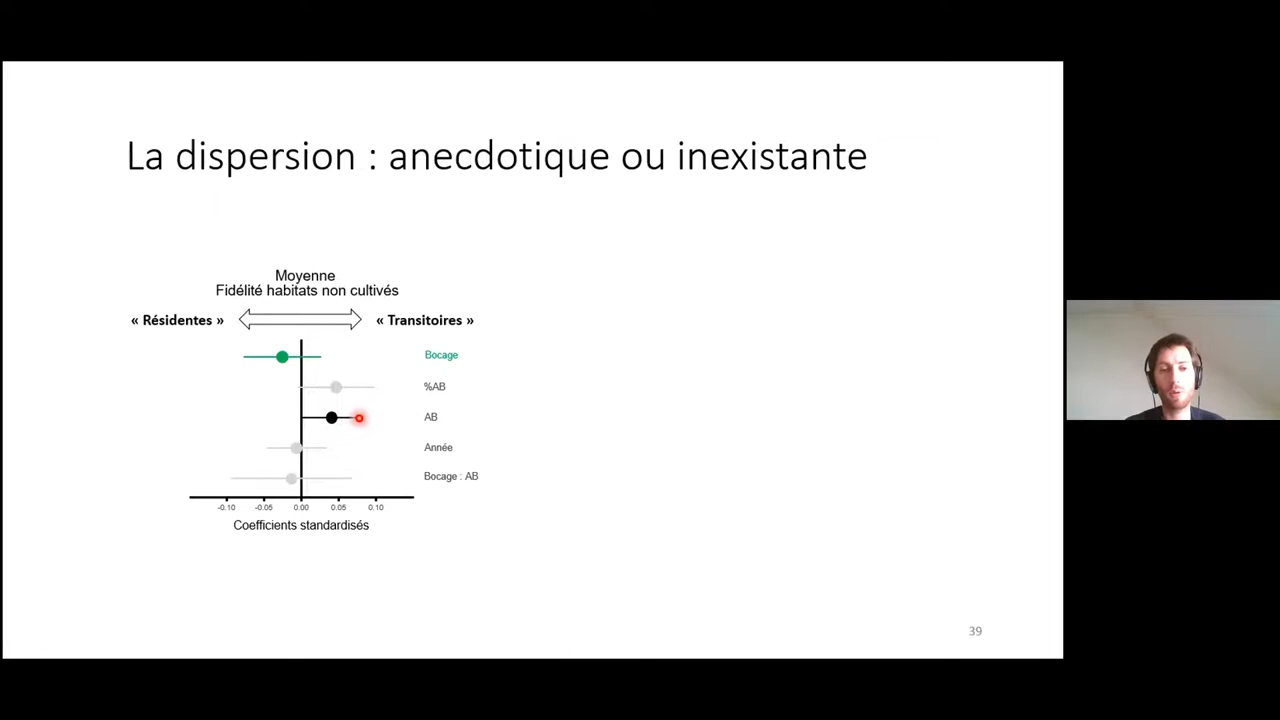 La dispersion : anecdotique ou inexistante
Moyenne
Fidélité habitats non cultivés
« Résidentes »
« Transitoires »
Bocage
%AB
AB
Année
Bocage : AB
-0.10 -0.05 0.00 0.05 0.10
Coefficients standardisés
39